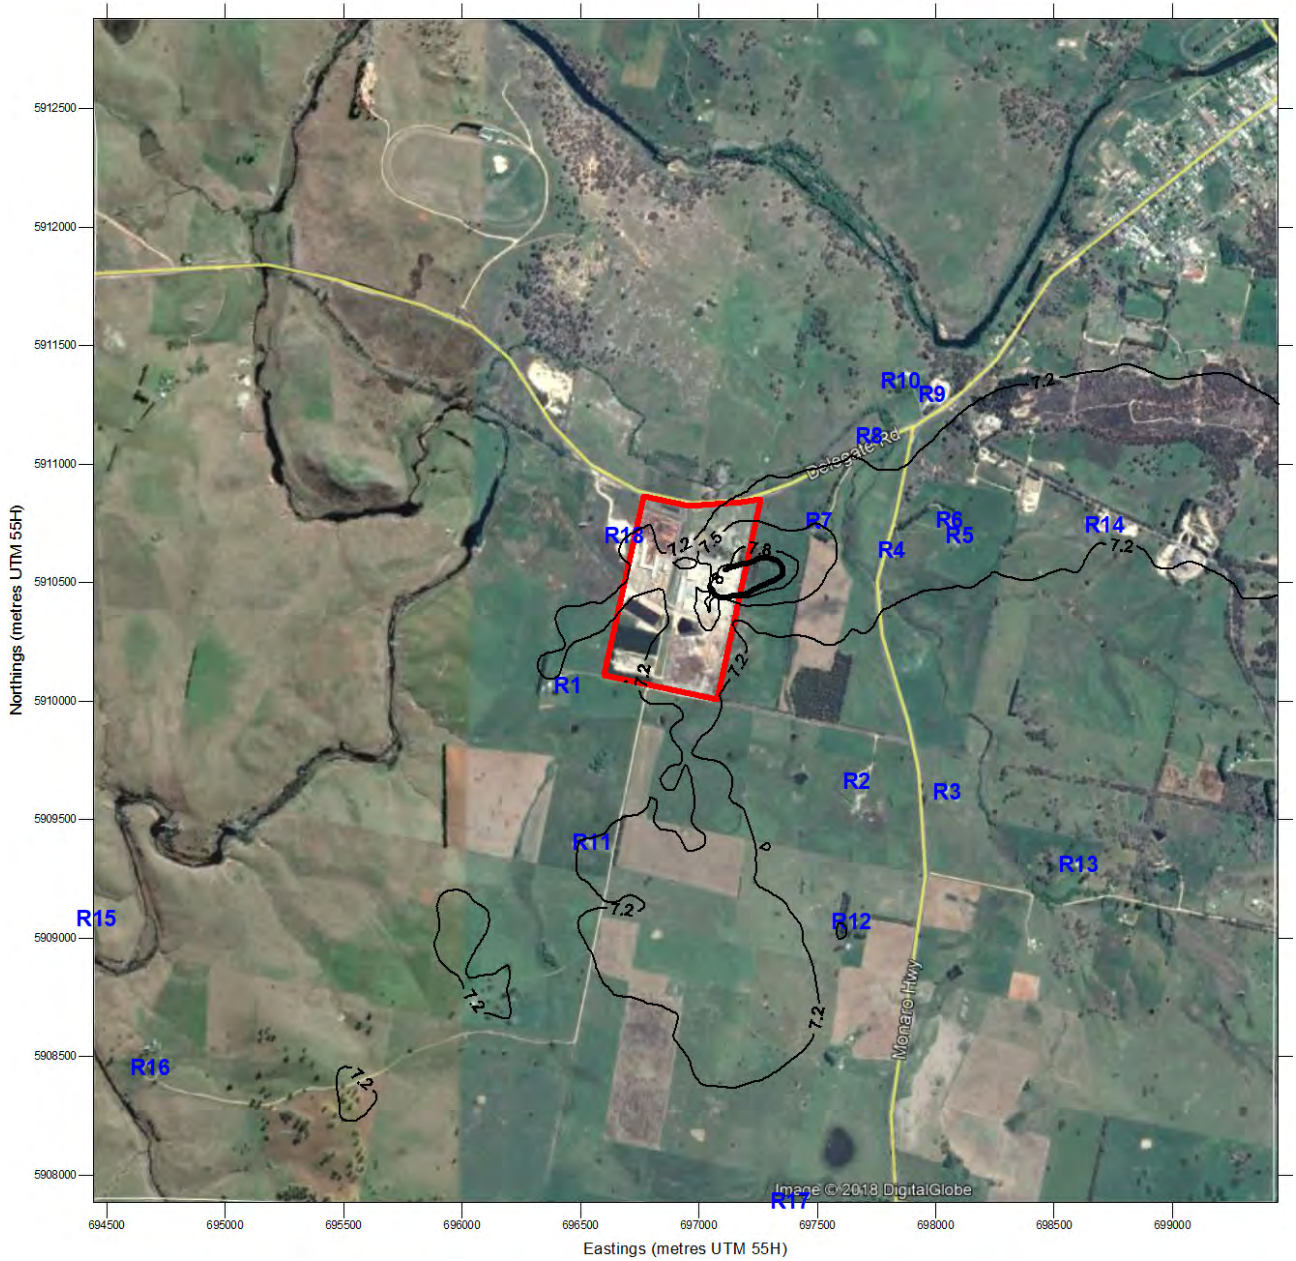 5912500
5912000
5911500
5911000
5910500
5910000
5909500
5909000
5908500
5908000
Northings (metres UTM 55H)
R10
R9
7.2
R8
Delegate Rd
R7
R6
R14
R18
R5
R4
7.2
7.5
7.8
8
7.2
7.2
7.2
R1
R2
R3
R11
R13
7.2
R12
R15
7.2
7.2
Monaro Hwy
R16
7.2
Image © 2018 DigitalGlobe
R17
694500 695000 695500 696000 696500 697000 697500 698000 698500 699000
Eastings (metres UTM 55H)